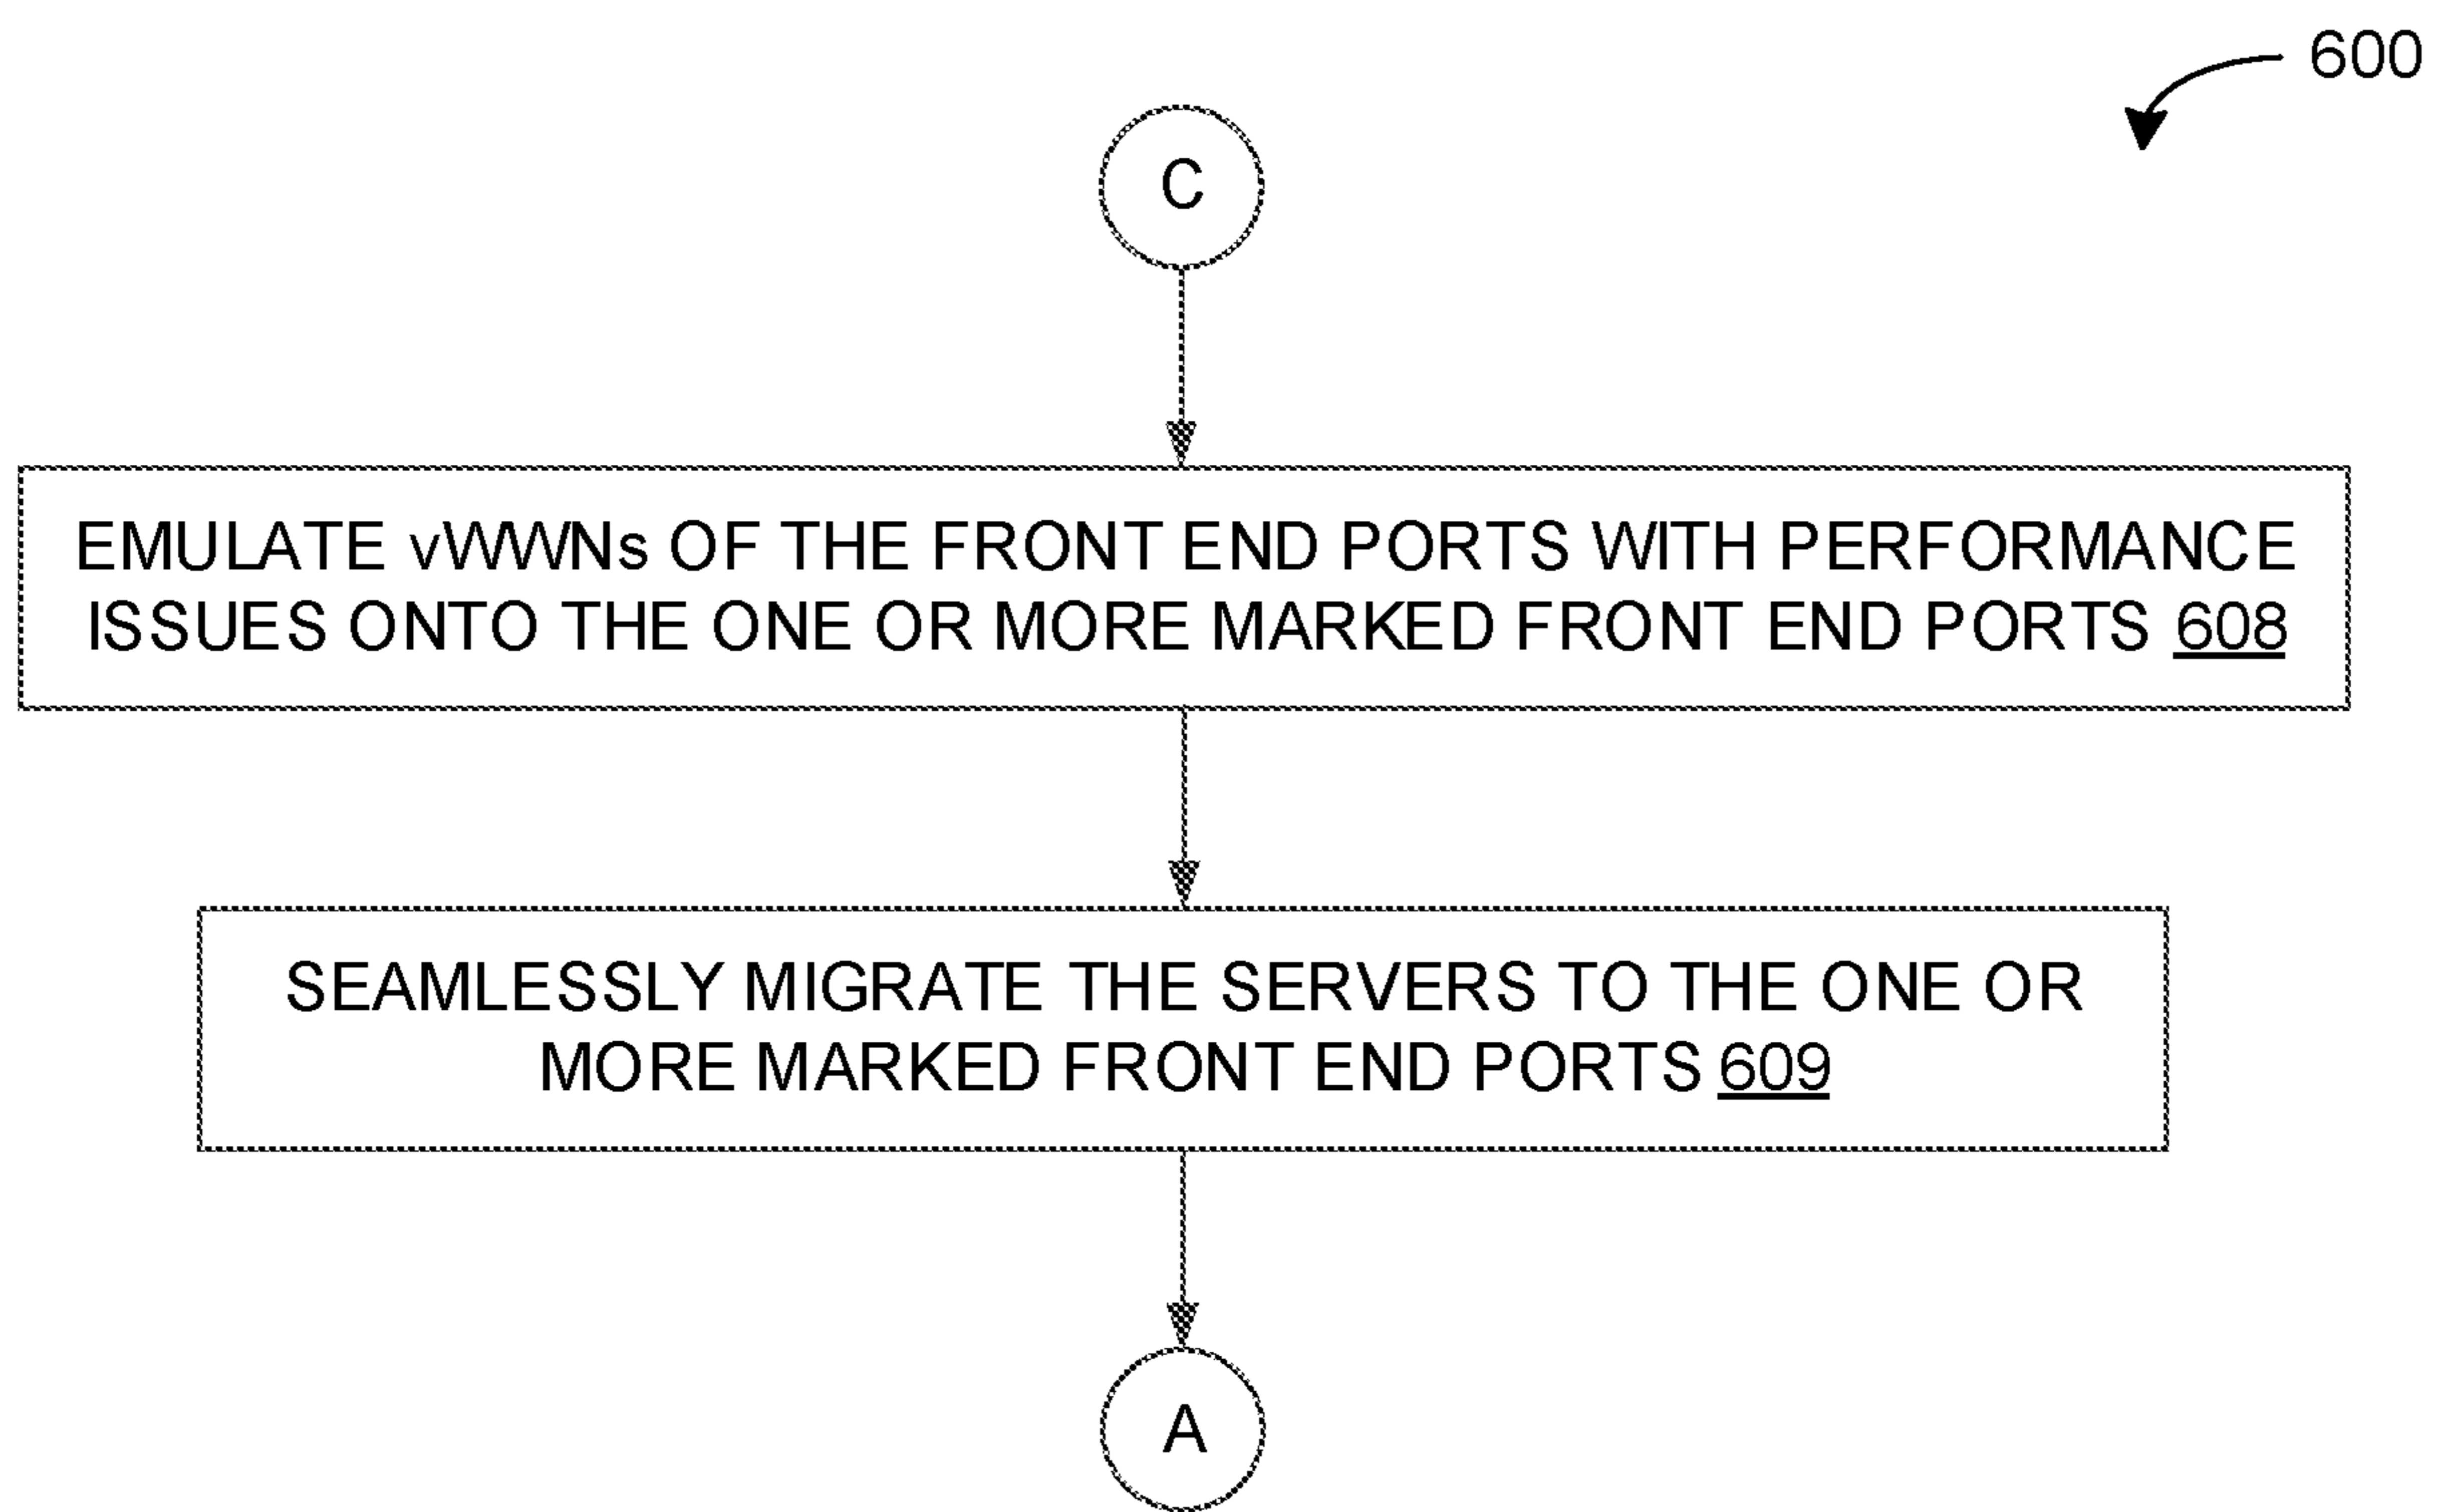 600
C
EMULATE vWWNs OF THE FRONT END PORTS WITH PERFORMANCE
ISSUES ONTO THE ONE OR MORE MARKED FRONT END PORTS 608
SEAMLESSLY MIGRATE THE SERVERS TO THE ONE OR
MORE MARKED FRONT END PORTS 609
A